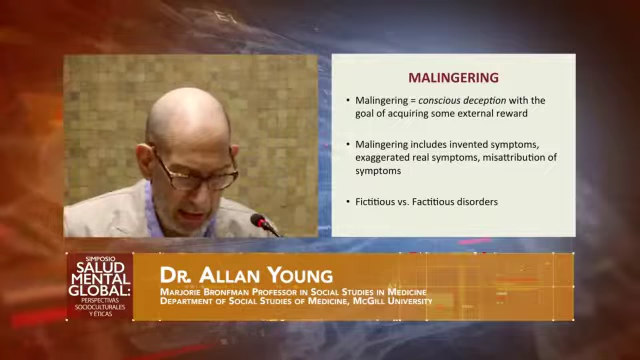 MALINGERING
• Malingering = conscious deception with the
goal of acquiring some external reward
• Malingering includes invented symptoms,
exaggerated real symptoms, misattribution of
symptoms
• Fictitious vs. Factitious disorders
SIMPOSIO
SALUD
MENTAL
GLOBAL:
PERSPECTIVAS
SOCIOCULTURALES
Y ÉTICAS
DR. ALLAN YOUNG
MARJORIE BRONFMAN PROFESSOR IN SOCIAL STUDIES IN MEDICINE
DEPARTMENT OF SOCIAL STUDIES OF MEDICINE, MCGILL UNIVERSITY